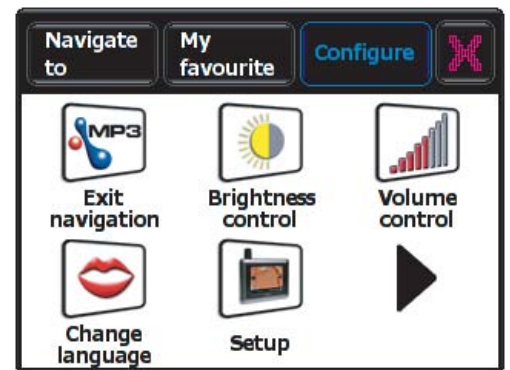 Navigate to
My favourite
Configure
MP3
Exit navigation
Brightness control
Volume control
Change language
Setup